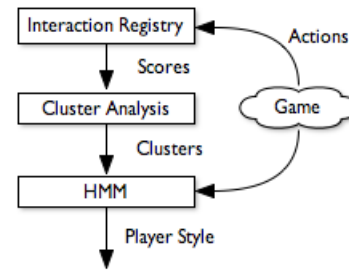 Interaction Registry
Actions
Scores
Cluster Analysis
Game
Clusters
HMM
Player Style